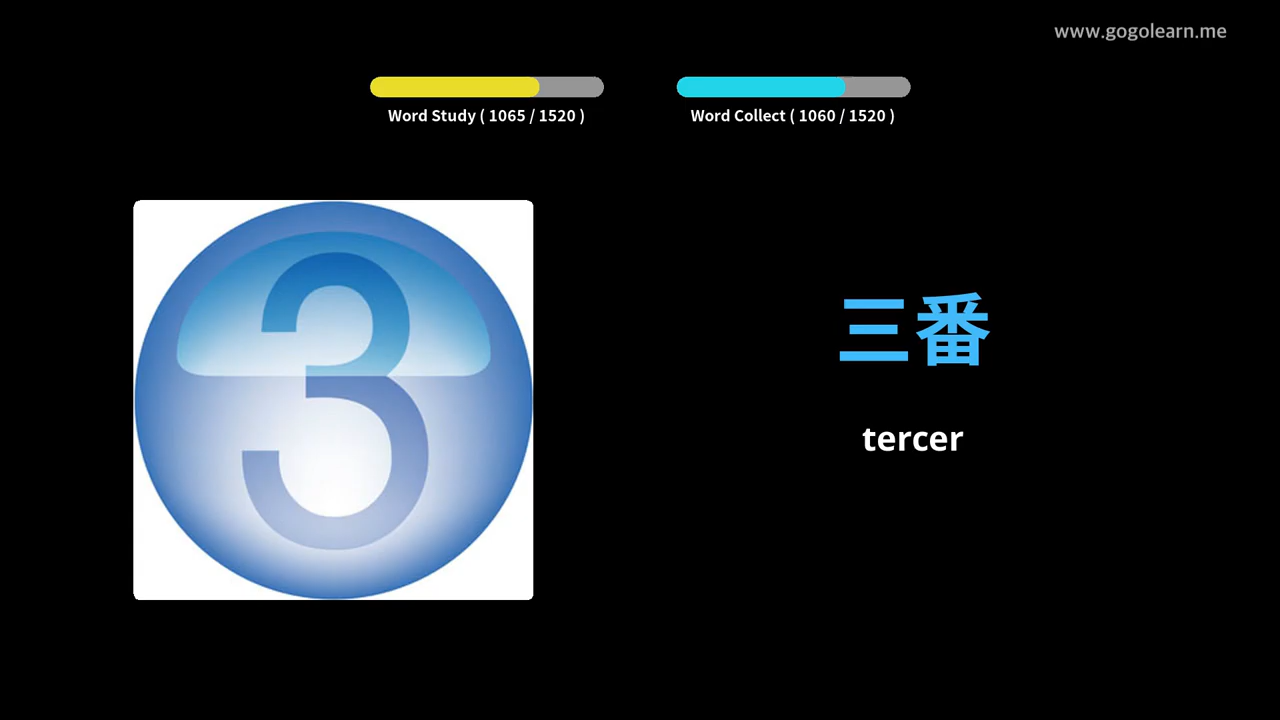 www.gogolearn.me
Word Study ( 1065 / 1520 )
Word Collect ( 1060 / 1520 )
3
三番
tercer